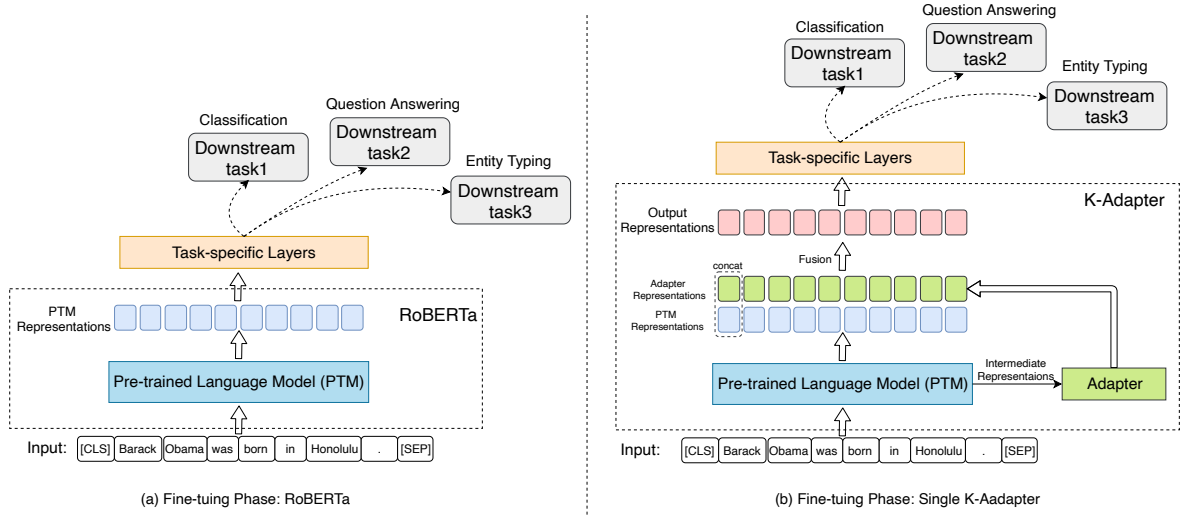 Classification
Downstream
task1
Question Answering
Downstream
task2
Entity Typing
Downstream
task3
Task-specific Layers
PTM
Representations
RoBERTa
Pre-trained Language Model (PTM)
Input: [CLS] Barack Obama was born in Honolulu . [SEP]
(a) Fine-tuing Phase: RoBERTa
Classification
Downstream
task1
Question Answering
Downstream
task2
Entity Typing
Downstream
task3
Task-specific Layers
K-Adapter
Output
Representations
Fusion
concat
Adapter
Representations
PTM
Representations
Pre-trained Language Model (PTM)
Intermediate
Representaions
Adapter
Input: [CLS] Barack Obama was born in Honolulu . [SEP]
(b) Fine-tuing Phase: Single K-Aadapter